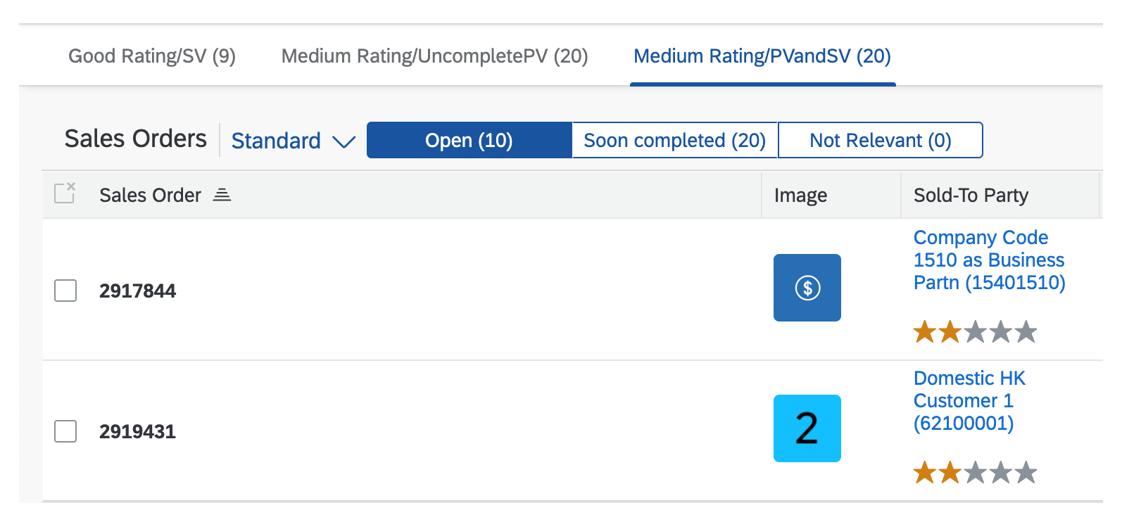 Good Rating/SV (9) Medium Rating/UncompletePV (20) Medium Rating/PVandSV (20)
Sales Orders Standard Open (10) Soon completed (20) Not Relevant (0)
Sales Order Image Sold-To Party
Company Code
1510 as Business
2917844 $ Partn (15401510)
Domestic HK
Customer 1
2919431 2 (62100001)